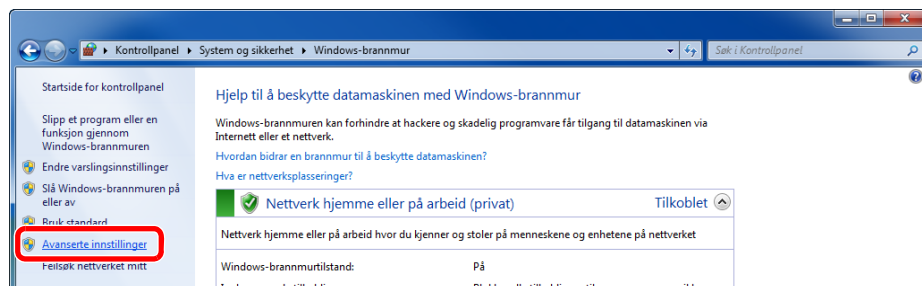 Kontrollpanel System og sikkerhet Windows-brannmur
Søk i Kontrollpanel
Startside for kontrollpanel
Slipp et program eller en
funksjon gjennom
Windows-brannmuren
Endre varslingsinnstillinger
Slå Windows-brannmuren på
eller av
Bruk standard
Avanserte innstillinger
Feilsøk nettverket mitt
Hjelp til å beskytte datamaskinen med Windows-brannmur
Windows-brannmuren kan forhindre at hackere og skadelig programvare får tilgang til datamaskinen via
Internett eller et nettverk.
Hvordan bidrar en brannmur til å beskytte datamaskinen?
Hva er nettverksplasseringer?
Nettverk hjemme eller på arbeid (privat) Tilkoblet
Nettverk hjemme eller på arbeid hvor du kjenner og stoler på menneskene og enhetene på nettverket
Windows-brannmurtilstand: På